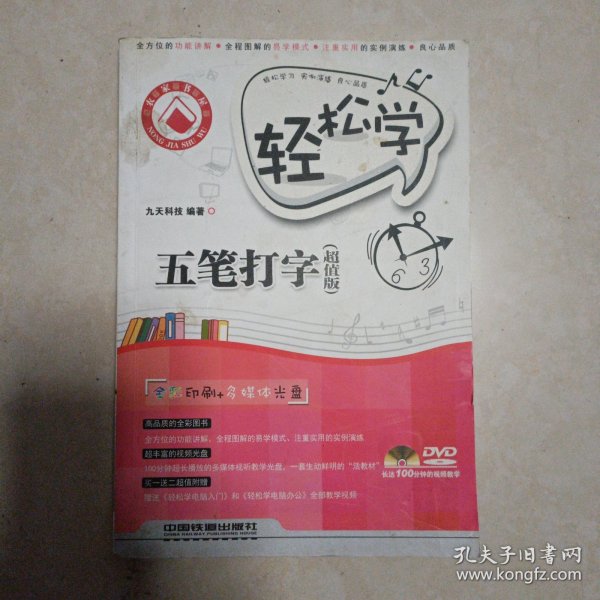 全方位的功能讲解 全程图解的易学模式 注重实用的实例演练 良心品质
轻松学习 实例演练 良心品质
农家书屋
NONG JIA SHU WU
轻松学
九天科技 编著
五笔打字(超值版)
6 3
全彩印刷+多媒体光盘
高品质的全彩图书
全方位的功能讲解、全程图解的易学模式、注重实用的实例演练
超丰富的视频光盘
100分钟超长播放的多媒体视听教学光盘,一套生动鲜明的“活教材”
买一送二超值附赠
赠送《轻松学电脑入门》和《轻松学电脑办公》全部教学视频
DVD
长达100分钟的视频教学
中国铁道出版社
CHINA RAILWAY PUBLISHING HOUSE
孔夫子旧书网
www.kongfz.com